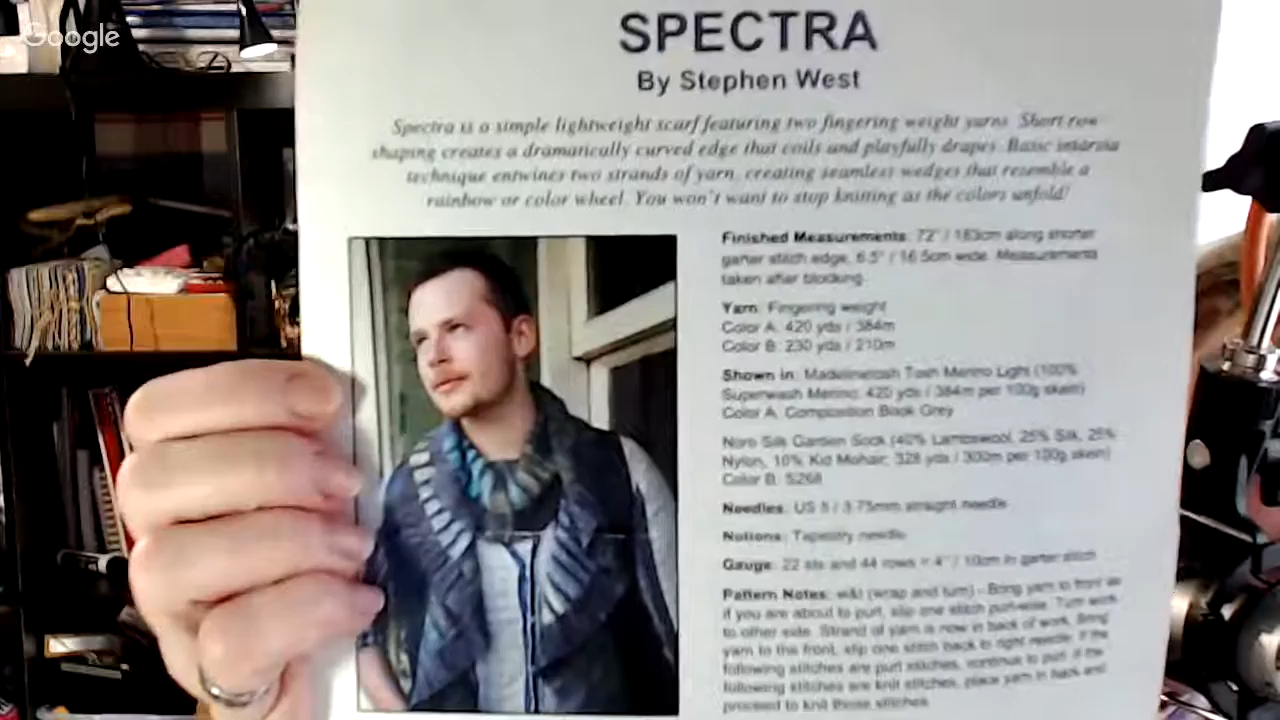 Google
SPECTRA
By Stephen West
Spectra is a simple lightweight scarf featuring two fingering weight yarns. Short row
shaping creates a dramatically curved edge that coils and playfully drapes. Basic intarsia
technique entwines two strands of yarn, creating seamless wedges that resemble a
rainbow or color wheel. You won't want to stop knitting as the colors unfold!
Finished Measurements: 72" / 183cm along shorter
garter stitch edge, 6.5" / 16.5cm wide. Measurements
taken after blocking.
Yarn: Fingering weight
Color A: 420 yds / 384m
Color B: 230 yds / 210m
Shown in: Madelinetosh Tosh Merino Light (100%
Superwash Merino; 420 yds / 384m per 100g skein)
Color A: Composition Book Grey
Noro Silk Garden Sock (40% Lambswool, 25% Silk, 25%
Nylon, 10% Kid Mohair; 328 yds / 300m per 100g skein)
Color B: S268
Needles: US 5 / 3.75mm straight needle
Notions: Tapestry needle
Gauge: 22 sts and 44 rows = 4" / 10cm in garter stitch
Pattern Notes: w&t (wrap and turn) - Bring yarn to front as
if you are about to purl, slip one stitch purl-wise. Turn work
to other side. Strand of yarn is now in back of work. Bring
yarn to the front, slip one stitch back to right needle. If the
following stitches are purl stitches, continue to purl. If the
following stitches are knit stitches, place yarn in back and
proceed to knit those stitches.